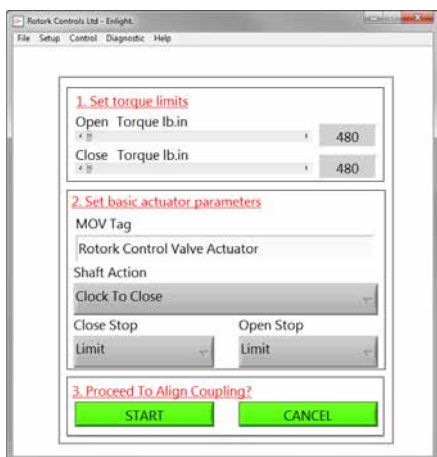 Rotork Controls Ltd - Enlight.
File Setup Control Diagnostic Help
1. Set torque limits
Open Torque lb.in
480
Close Torque lb.in
480
2. Set basic actuator parameters
MOV Tag
Rotork Control Valve Actuator
Shaft Action
Clock To Close
Close Stop Open Stop
Limit Limit
3. Proceed To Align Coupling?
START CANCEL